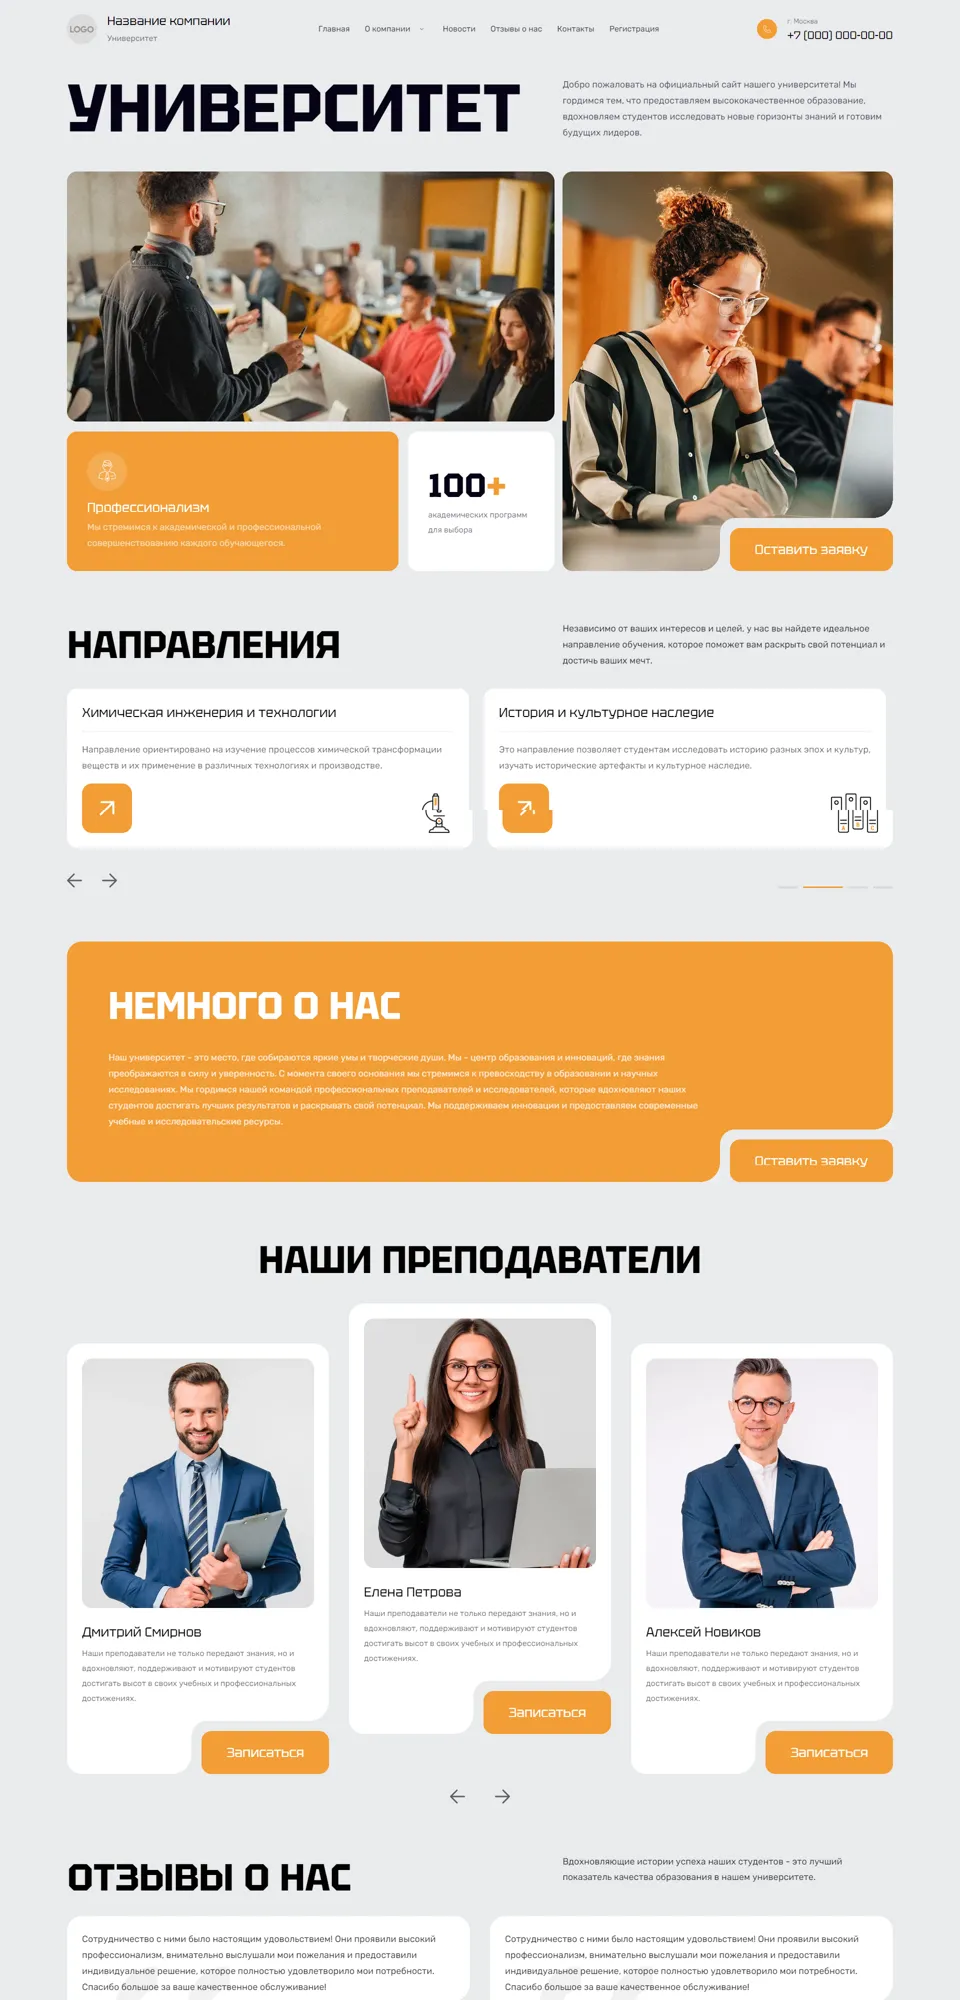 LOGO
Название компании
Университет
Главная
О компании
Новости
Отзывы о нас
Контакты
Регистрация
г. Москва
+7 (000) 000-00-00
УНИВЕРСИТЕТ
Добро пожаловать на официальный сайт нашего университета! Мы
гордимся тем, что предоставляем высококачественное образование,
вдохновляем студентов исследовать новые горизонты знаний и готовим
будущих лидеров.
Профессионализм
Мы стремимся к академической и профессиональной
совершенствованию каждого обучающегося.
100+
академических программ
для выбора
Оставить заявку
НАПРАВЛЕНИЯ
Независимо от ваших интересов и целей, у нас вы найдете идеальное
направление обучения, которое поможет вам раскрыть свой потенциал и
достичь ваших мечт.
Химическая инженерия и технологии
Направление ориентировано на изучение процессов химической трансформации
веществ и их применение в различных технологиях и производстве.
История и культурное наследие
Это направление позволяет студентам исследовать историю разных эпох и культур,
изучать исторические артефакты и культурное наследие.
A B C
НЕМНОГО О НАС
Наш университет - это место, где собираются яркие умы и творческие души. Мы - центр образования и инноваций, где знания
преображаются в силу и уверенность. С момента своего основания мы стремимся к превосходству в образовании и научных
исследованиях. Мы гордимся нашей командой профессиональных преподавателей и исследователей, которые вдохновляют наших
студентов достигать лучших результатов и раскрывать свой потенциал. Мы поддерживаем инновации и предоставляем современные
учебные и исследовательские ресурсы.
Оставить заявку
НАШИ ПРЕПОДАВАТЕЛИ
Дмитрий Смирнов
Наши преподаватели не только передают знания, но и
вдохновляют, поддерживают и мотивируют студентов
достигать высот в своих учебных и профессиональных
достижениях.
Записаться
Елена Петрова
Наши преподаватели не только передают знания, но и
вдохновляют, поддерживают и мотивируют студентов
достигать высот в своих учебных и профессиональных
достижениях.
Записаться
Алексей Новиков
Наши преподаватели не только передают знания, но и
вдохновляют, поддерживают и мотивируют студентов
достигать высот в своих учебных и профессиональных
достижениях.
Записаться
ОТЗЫВЫ О НАС
Вдохновляющие истории успеха наших студентов - это лучший
показатель качества образования в нашем университете.
Сотрудничество с ними было настоящим удовольствием! Они проявили высокий
профессионализм, внимательно выслушали мои пожелания и предоставили
индивидуальное решение, которое полностью удовлетворило мои потребности.
Спасибо большое за ваше качественное обслуживание!
Сотрудничество с ними было настоящим удовольствием! Они проявили высокий
профессионализм, внимательно выслушали мои пожелания и предоставили
индивидуальное решение, которое полностью удовлетворило мои потребности.
Спасибо большое за ваше качественное обслуживание!